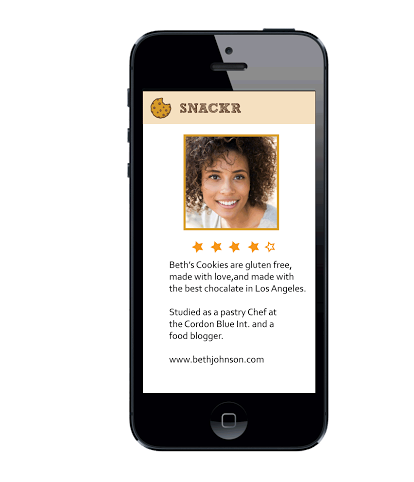 SNACKR
Beth's Cookies are gluten free,
made with love,and made with
the best chocalate in Los Angeles.
Studied as a pastry Chef at
the Cordon Blue Int. and a
food blogger.
www.bethjohnson.com